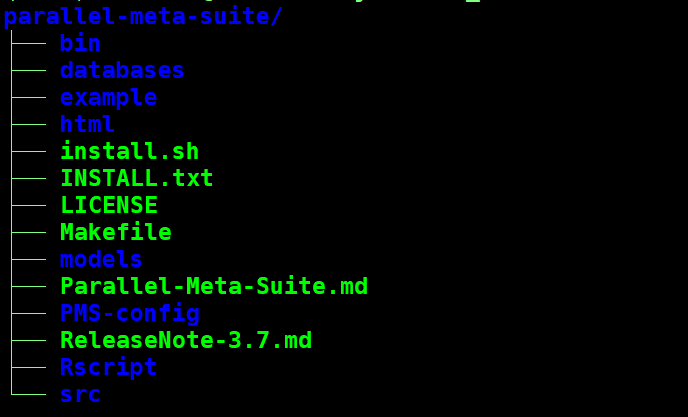 parallel-meta-suite/
├── bin
├── databases
├── example
├── html
├── install.sh
├── INSTALL.txt
├── LICENSE
├── Makefile
├── models
├── Parallel-Meta-Suite.md
├── PMS-config
├── ReleaseNote-3.7.md
├── Rscript
└── src